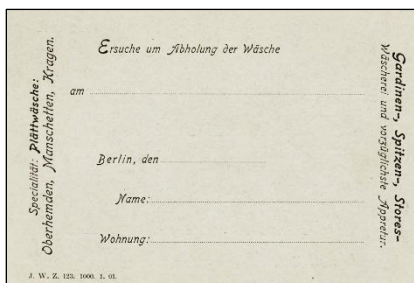 Specialität: Plättwäsche:
Oberhemden, Manschetten, Kragen.
Ersuche um Abholung der Wäsche
am
Berlin, den
Name:
Wohnung:
Gardinen-, Spitzen-, Stores-
Wäscherei und vorzüglichste Appretur.
J. W. Z. 123. 1000. 1. 01.